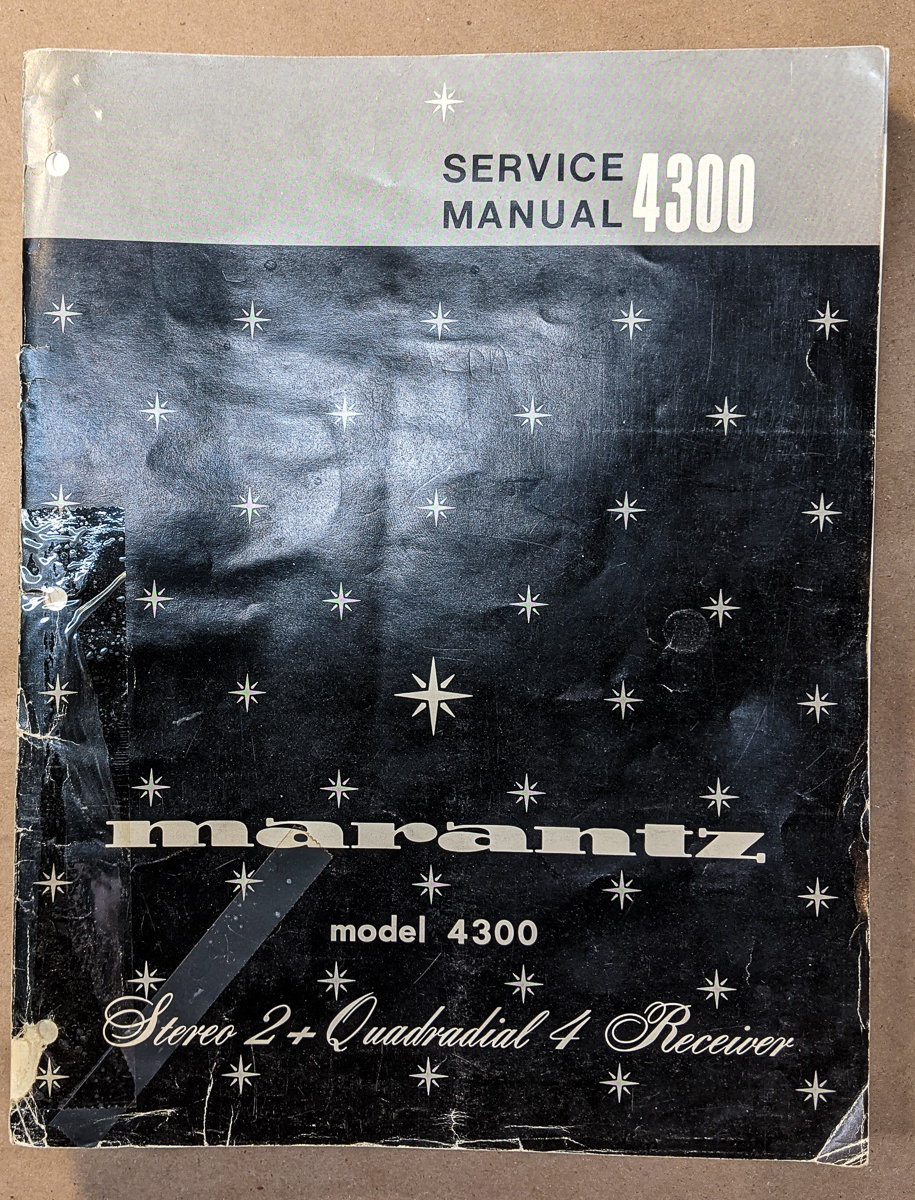 SERVICE
MANUAL 4300
marantz
model 4300
Stereo 2+ Quadradial 4 Receiver